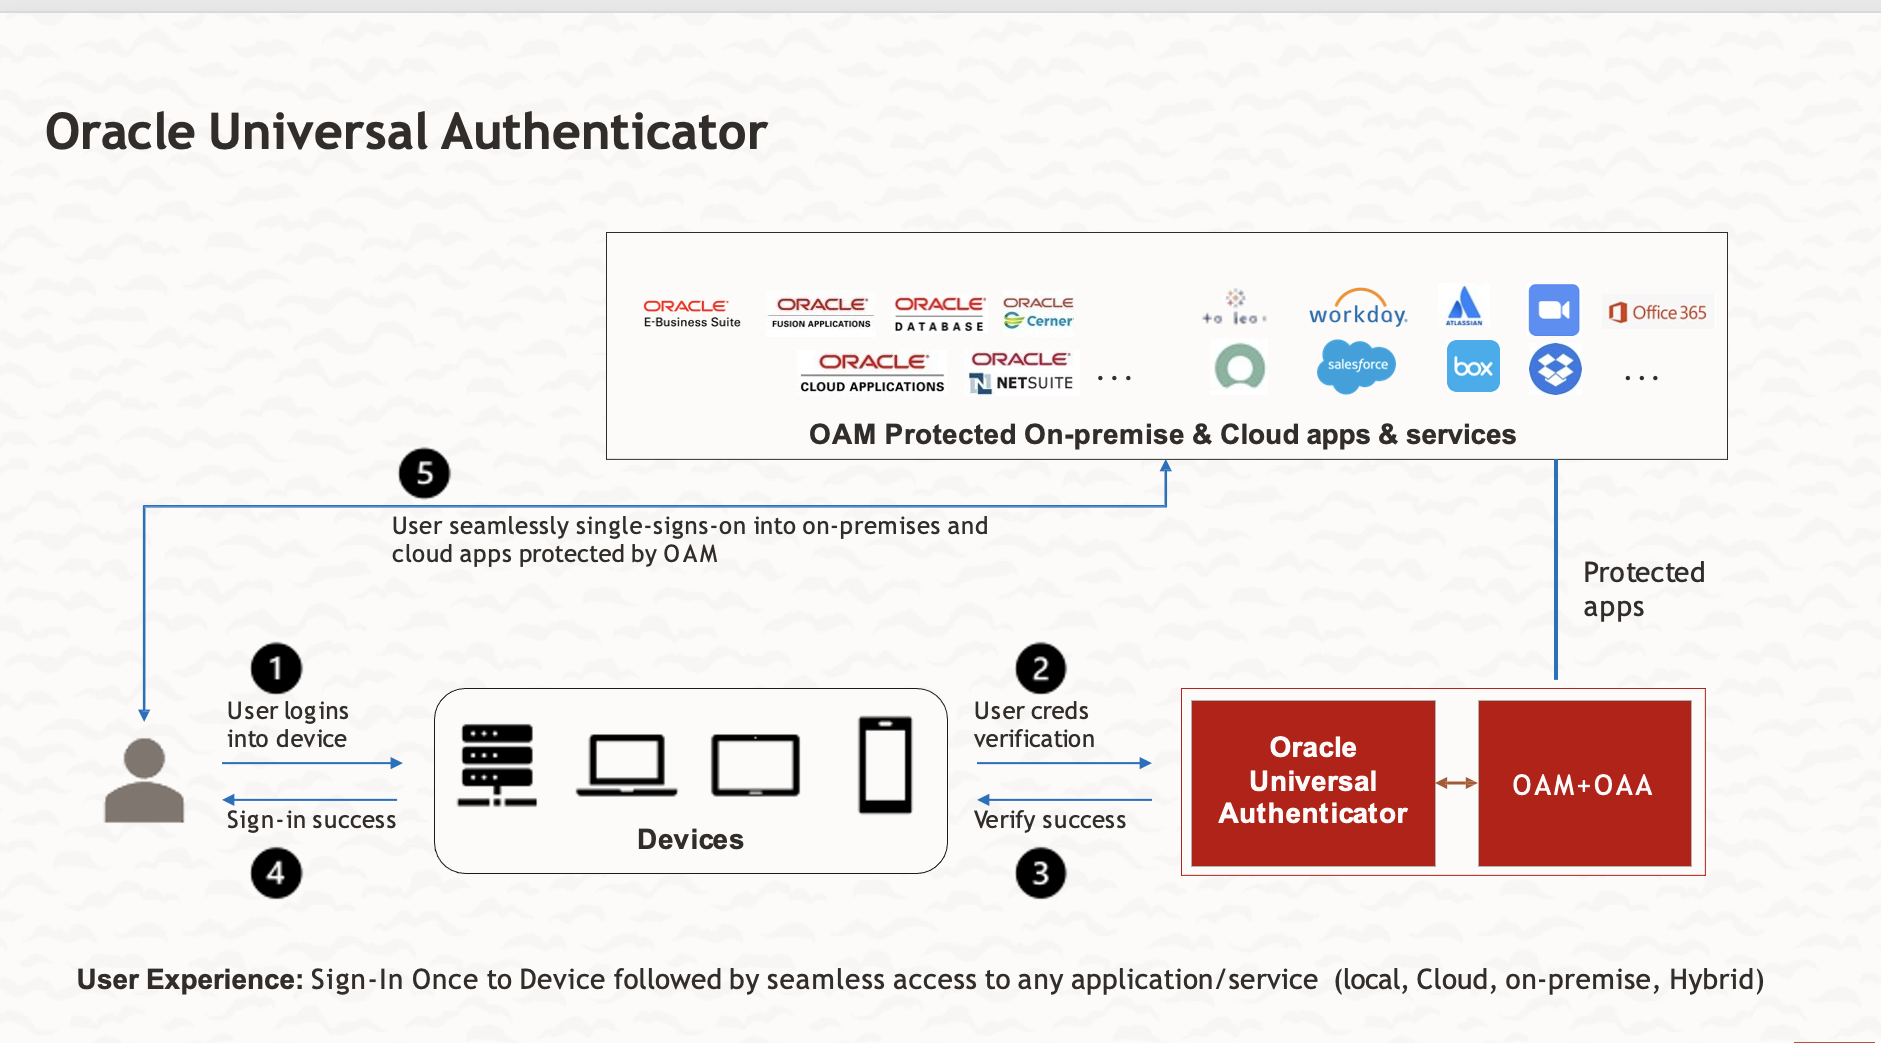 Oracle Universal Authenticator
ORACLE
E-Business Suite
ORACLE
FUSION APPLICATIONS
ORACLE
DATABASE
ORACLE
Cerner
workday.
ATLASSIAN
Office 365
ORACLE
CLOUD APPLICATIONS
ORACLE
NETSUITE
...
salesforce
box
...
OAM Protected On-premise & Cloud apps & services
5
User seamlessly single-signs-on into on-premises and
cloud apps protected by OAM
Protected
apps
1
User logins
into device
2
User creds
verification
Oracle
Universal
Authenticator
OAM+OAA
Sign-in success
Verify success
Devices
4
3
User Experience: Sign-In Once to Device followed by seamless access to any application/service (local, Cloud, on-premise, Hybrid)